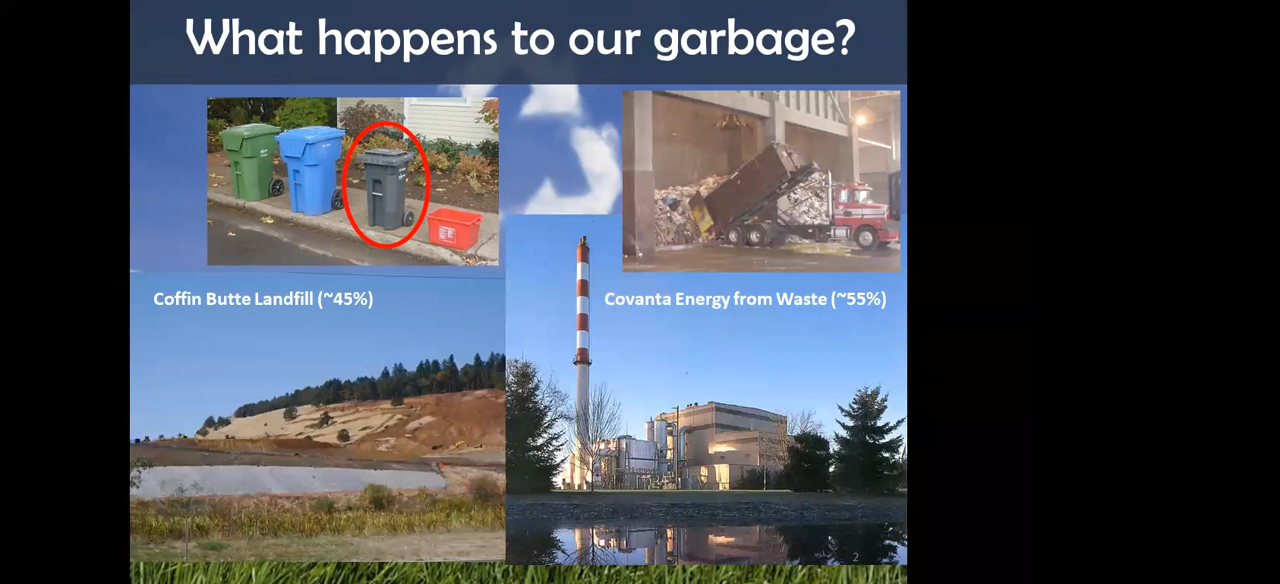 What happens to our garbage?
Coffin Butte Landfill (~45%)
Covanta Energy from Waste (~55%)
2